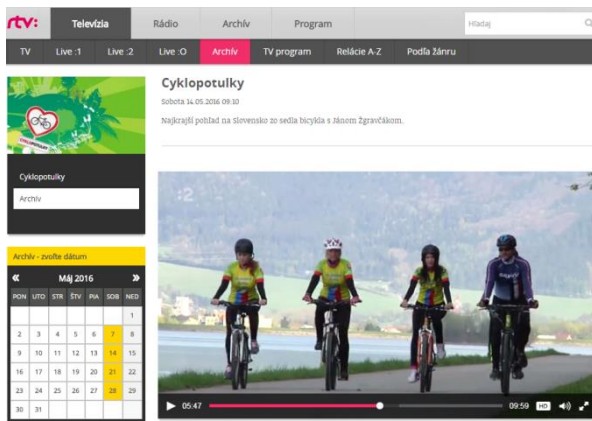 rtv:
Televízia Rádio Archív Program Hľadaj
TV Live :1 Live :2 Live :O Archív TV program Relácie A-Z Podľa žánru
Cyklopotulky
Sobota 14.05.2016 09:10
Najkrajší pohľad na Slovensko zo sedla bicykla s Jánom Žgravčákom.
Cyklopotulky
Archív
Archív - zvoľte dátum
« Máj 2016 »
PON UTO STR ŠTV PIA SOB NED
1
2 3 4 5 6 7 8
9 10 11 12 13 14 15
16 17 18 19 20 21 22
23 24 25 26 27 28 29
30 31
:2
05:47 09:59 HD